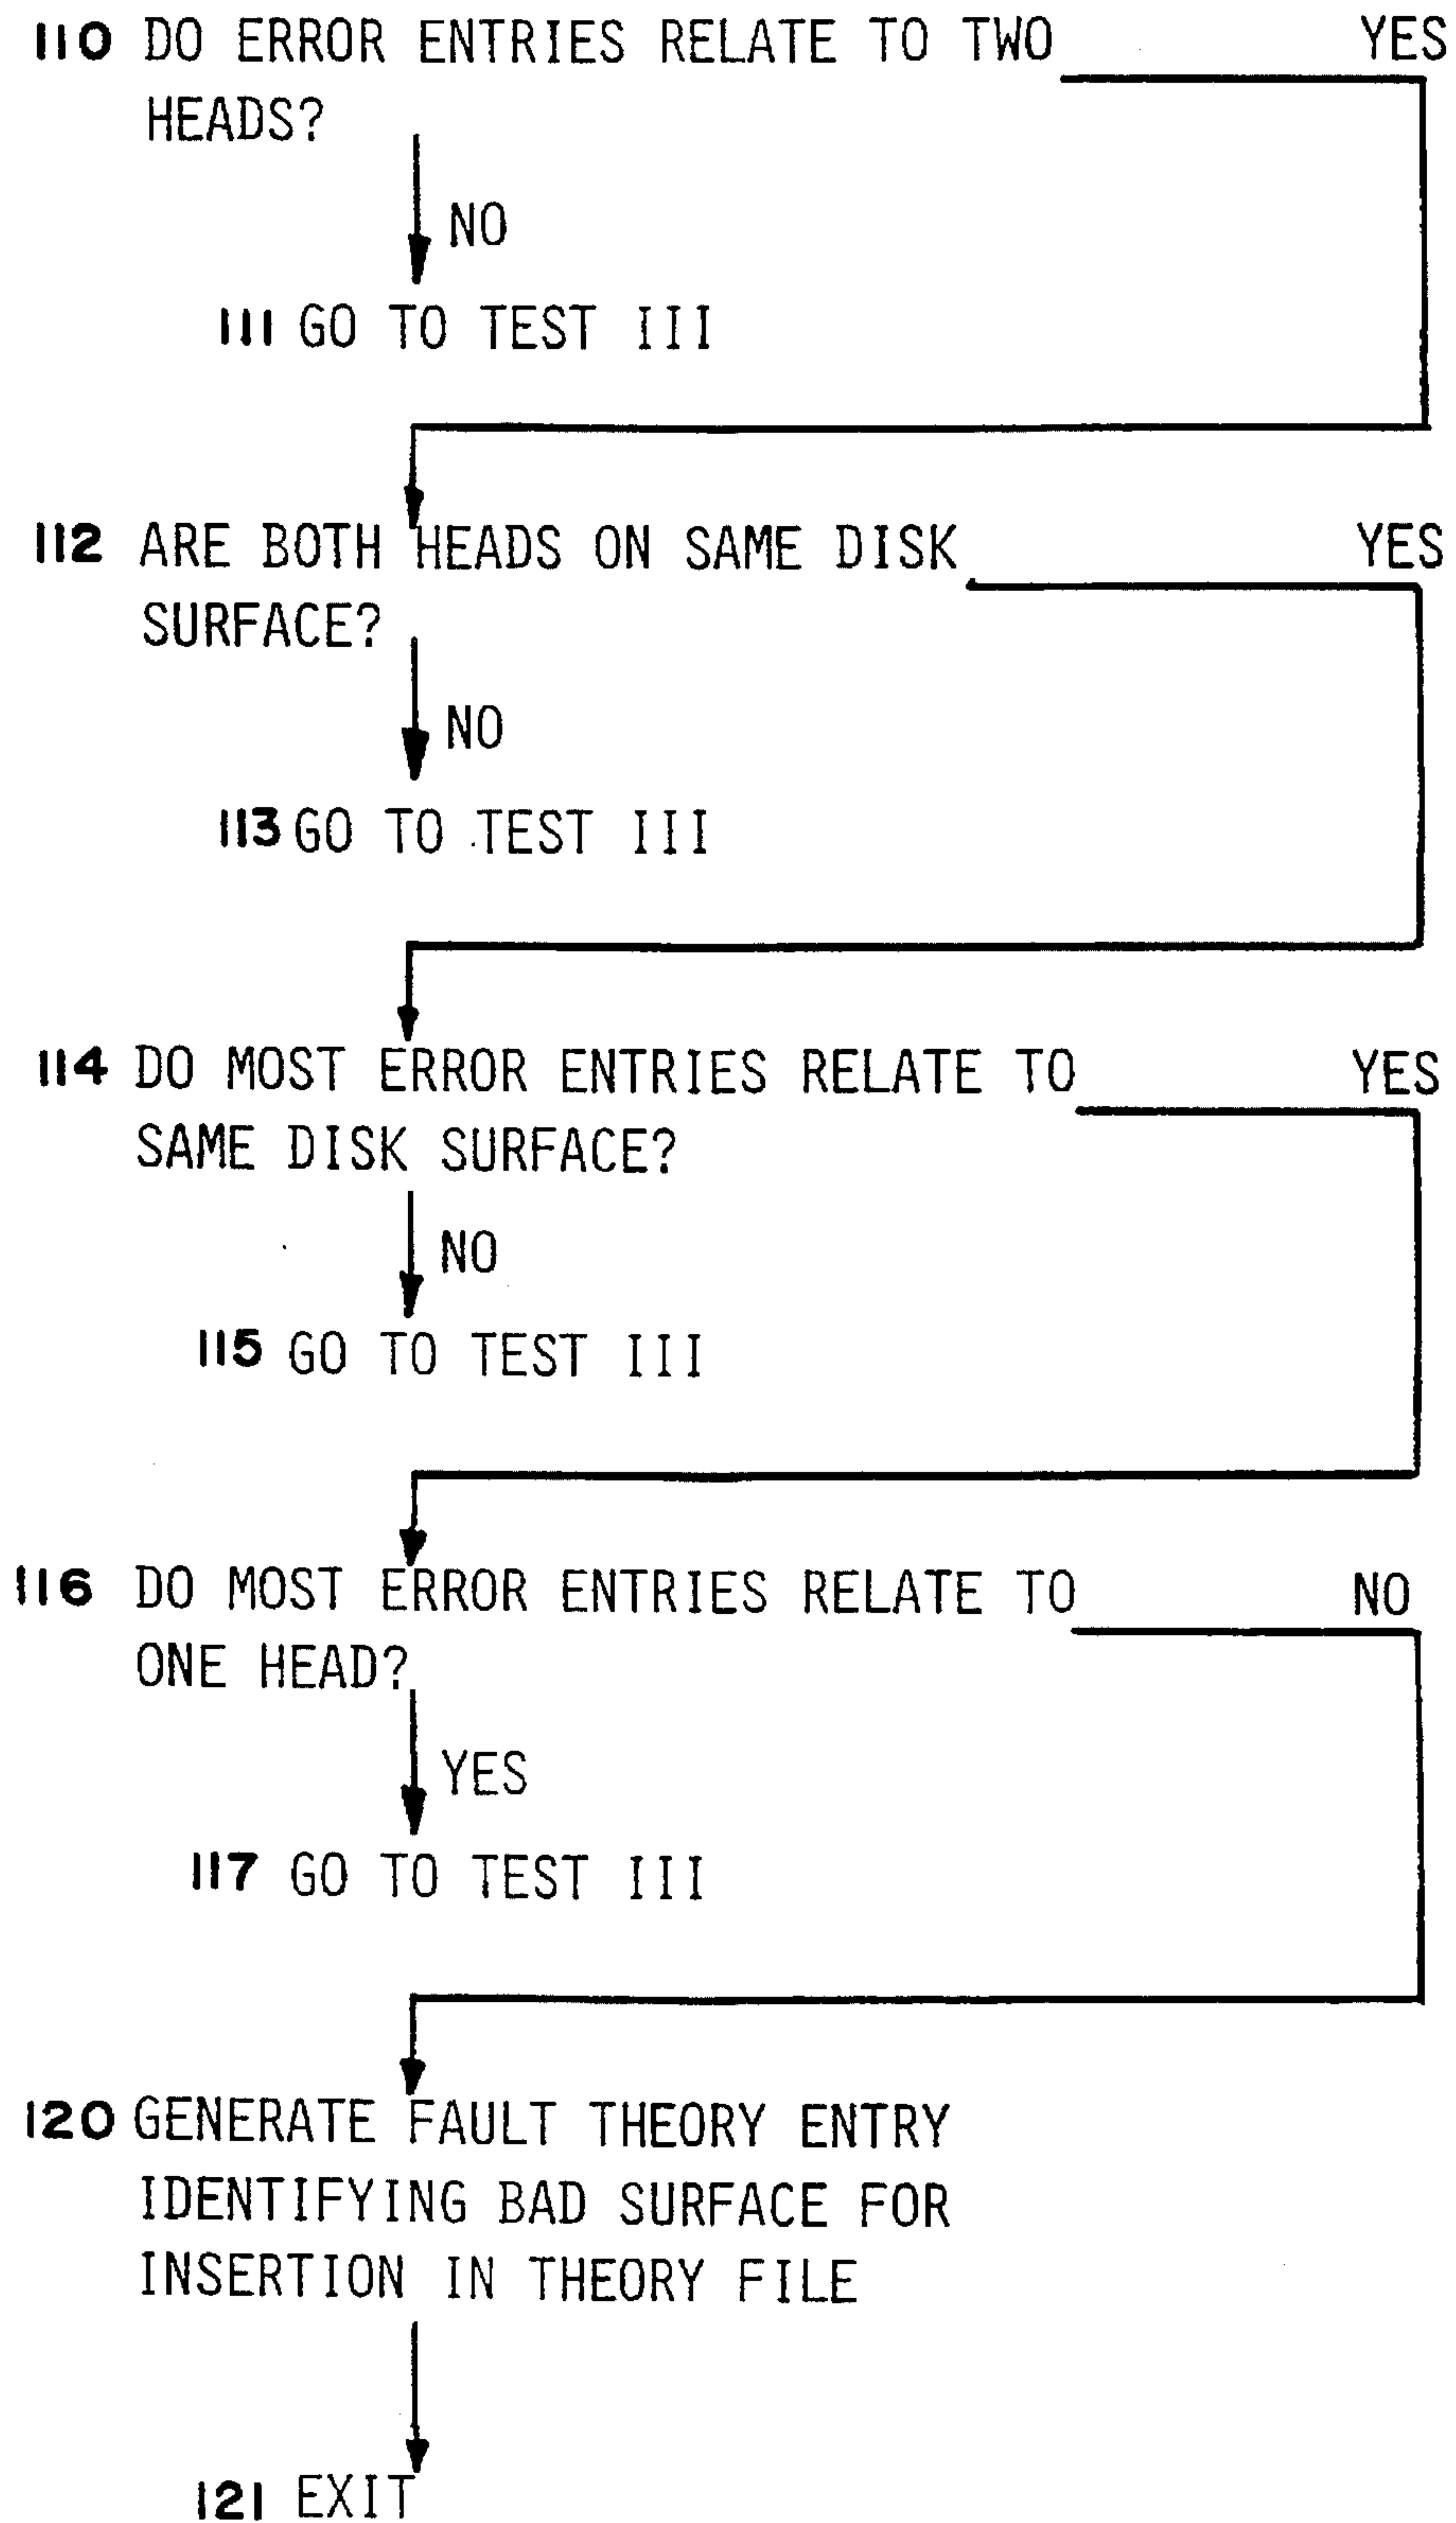 110 DO ERROR ENTRIES RELATE TO TWO YES
HEADS?
NO
111 GO TO TEST III
112 ARE BOTH HEADS ON SAME DISK YES
SURFACE?
NO
113 GO TO TEST III
114 DO MOST ERROR ENTRIES RELATE TO YES
SAME DISK SURFACE?
NO
115 GO TO TEST III
116 DO MOST ERROR ENTRIES RELATE TO NO
ONE HEAD?
YES
117 GO TO TEST III
120 GENERATE FAULT THEORY ENTRY
IDENTIFYING BAD SURFACE FOR
INSERTION IN THEORY FILE
121 EXIT